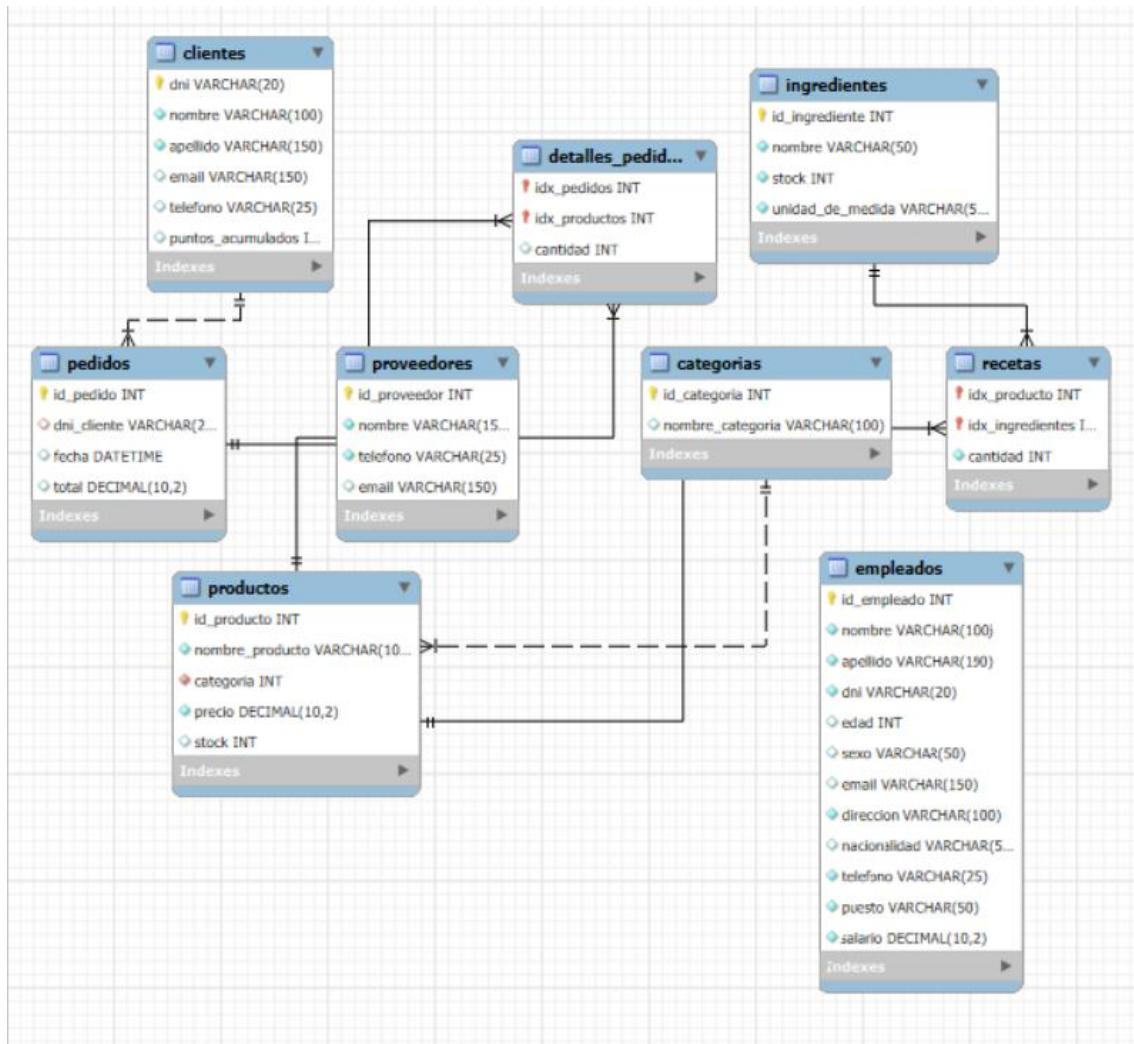 clientes
dni VARCHAR(20)
nombre VARCHAR(100)
apellido VARCHAR(150)
email VARCHAR(150)
telefono VARCHAR(25)
puntos_acumulados I...
Indexes
ingredientes
id_ingrediente INT
nombre VARCHAR(50)
stock INT
unidad_de_medida VARCHAR(5...
Indexes
detalles_pedid...
idx_pedidos INT
idx_productos INT
cantidad INT
Indexes
pedidos
id_pedido INT
dni_cliente VARCHAR(2...
fecha DATETIME
total DECIMAL(10,2)
Indexes
proveedores
id_proveedor INT
nombre VARCHAR(15...
telefono VARCHAR(25)
email VARCHAR(150)
Indexes
categorias
id_categoria INT
nombre_categoria VARCHAR(100)
Indexes
recetas
idx_producto INT
idx_ingredientes I...
cantidad INT
Indexes
productos
id_producto INT
nombre_producto VARCHAR(10...
categoria INT
precio DECIMAL(10,2)
stock INT
Indexes
empleados
id_empleado INT
nombre VARCHAR(100)
apellido VARCHAR(190)
dni VARCHAR(20)
edad INT
sexo VARCHAR(50)
email VARCHAR(150)
direccion VARCHAR(100)
nacionalidad VARCHAR(5...
telefono VARCHAR(25)
puesto VARCHAR(50)
salario DECIMAL(10,2)
Indexes